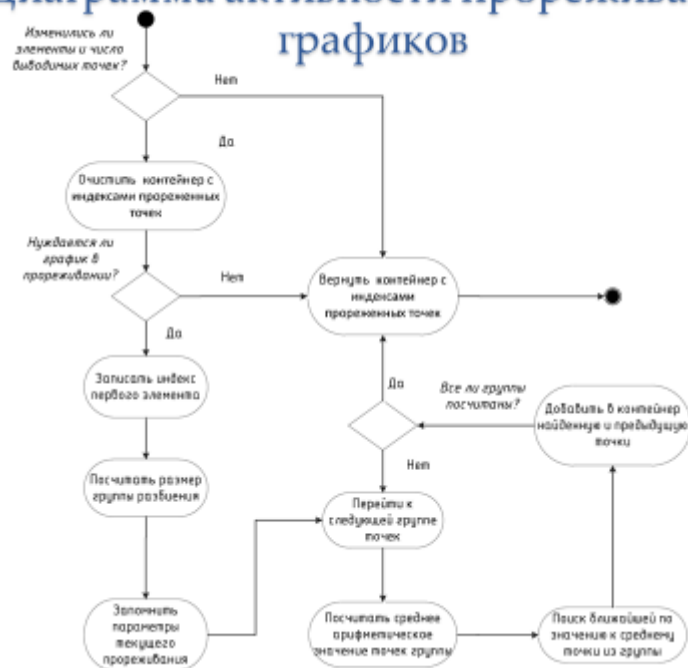 диаграмма активности прорежива
графиков
Изменились ли
элементы и число
выводимых точек?
Нет
Да
Очистить контейнер с
индексами прореженных
точек
Нуждается ли
график в
прореживании?
Нет
Вернуть контейнер с
индексами
прореженных точек
Да
Записать индекс
первого элемента
Да
Все ли группы
посчитаны?
Добавить в контейнер
найденную и предыдущую
точки
Нет
Посчитать размер
группы разбиения
Перейти к
следующей группе
точек
Запомнить
параметры
текущего
прореживания
Посчитать среднее
арифметическое
значение точек группы
Поиск ближайшей по
значению к среднему
точки из группы